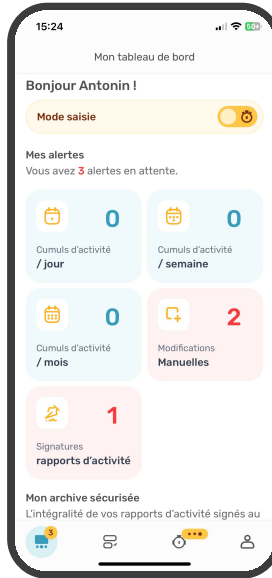 15:24
Mon tableau de bord
Bonjour Antonin !
Mode saisie
Mes alertes
Vous avez 3 alertes en attente.
0
Cumuls d'activité
/ jour
0
Cumuls d'activité
/ semaine
0
Cumuls d'activité
/ mois
2
Modifications
Manuelles
1
Signatures
rapports d'activité
Mon archive sécurisée
L'intégralité de vos rapports d'activité signés au
3